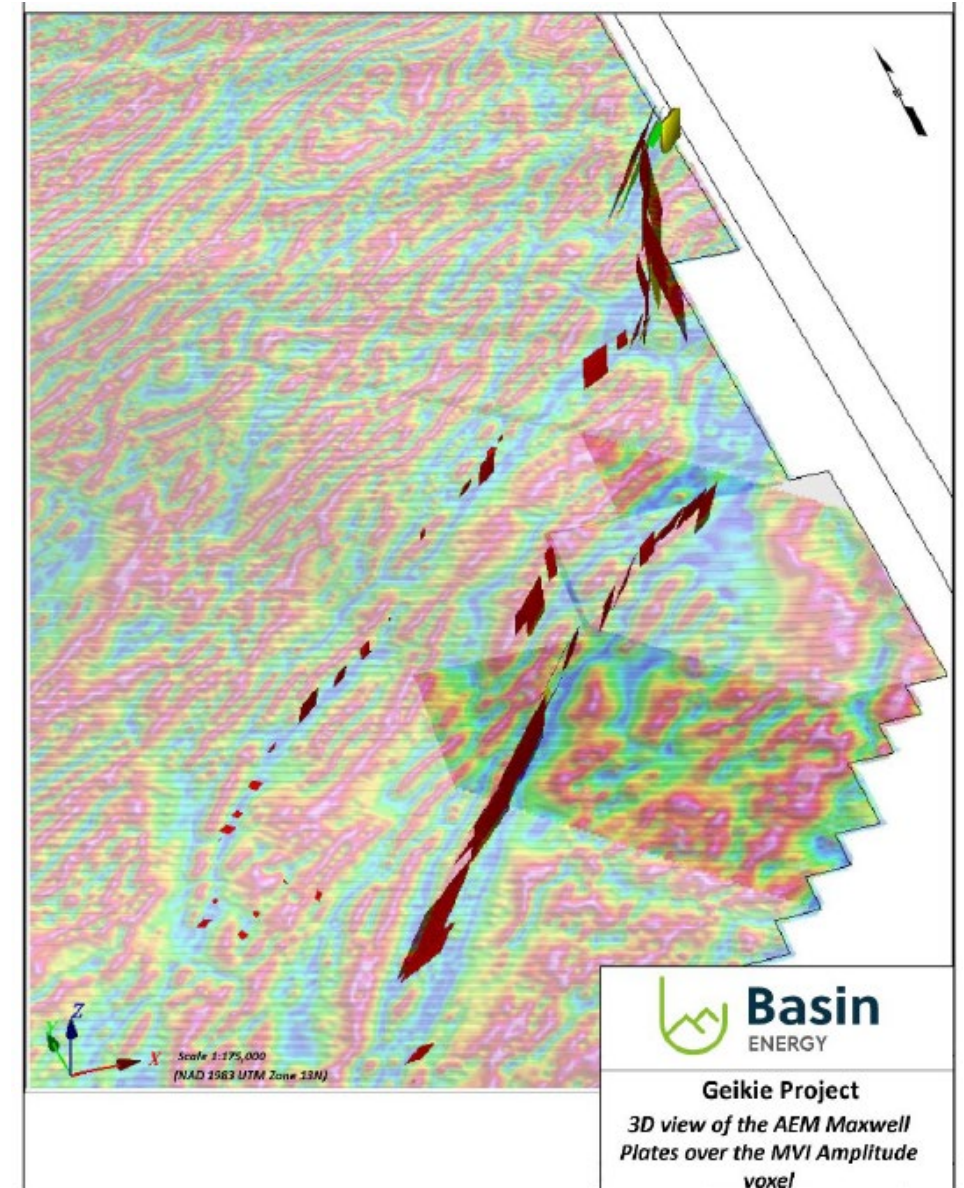 Z
Y
X
Scale 1:175,000
(NAD 1983 UTM Zone 13N)
Basin
ENERGY
Geikie Project
3D view of the AEM Maxwell
Plates over the MVI Amplitude
voxel